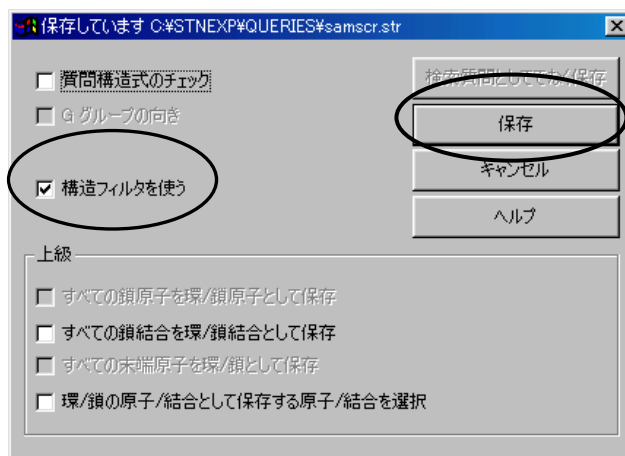 保存しています C:¥STNEXP¥QUERIES¥samscr.str
質問構造式のチェック
G グループの向き
構造フィルタを使う
検索質問としてでなく保存
保存
キャンセル
ヘルプ
上級
すべての鎖原子を環/鎖原子として保存
すべての鎖結合を環/鎖結合として保存
すべての末端原子を環/鎖として保存
環/鎖の原子/結合として保存する原子/結合を選択